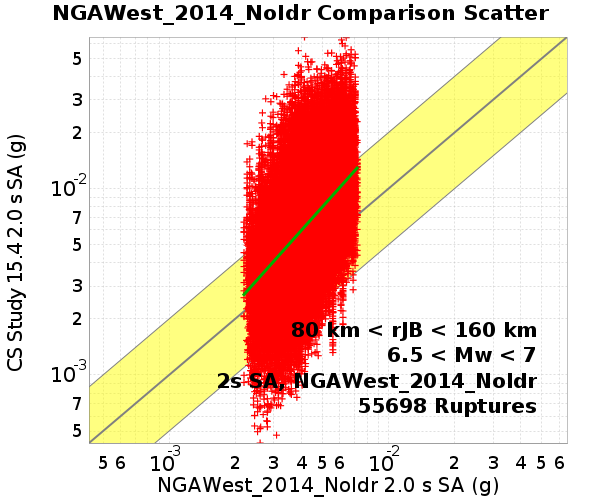 NGAWest_2014_NoIdr Comparison Scatter
CS Study 15.4 2.0 s SA (g)
5
3
2
10-2
7
5
3
2
10-3
7
5
80 km < rJB < 160 km
6.5 < Mw < 7
2s SA, NGAWest_2014_NoIdr
55698 Ruptures
5 6 10-3 2 3 4 5 6 10-2 2 3 4 5 6
NGAWest_2014_NoIdr 2.0 s SA (g)